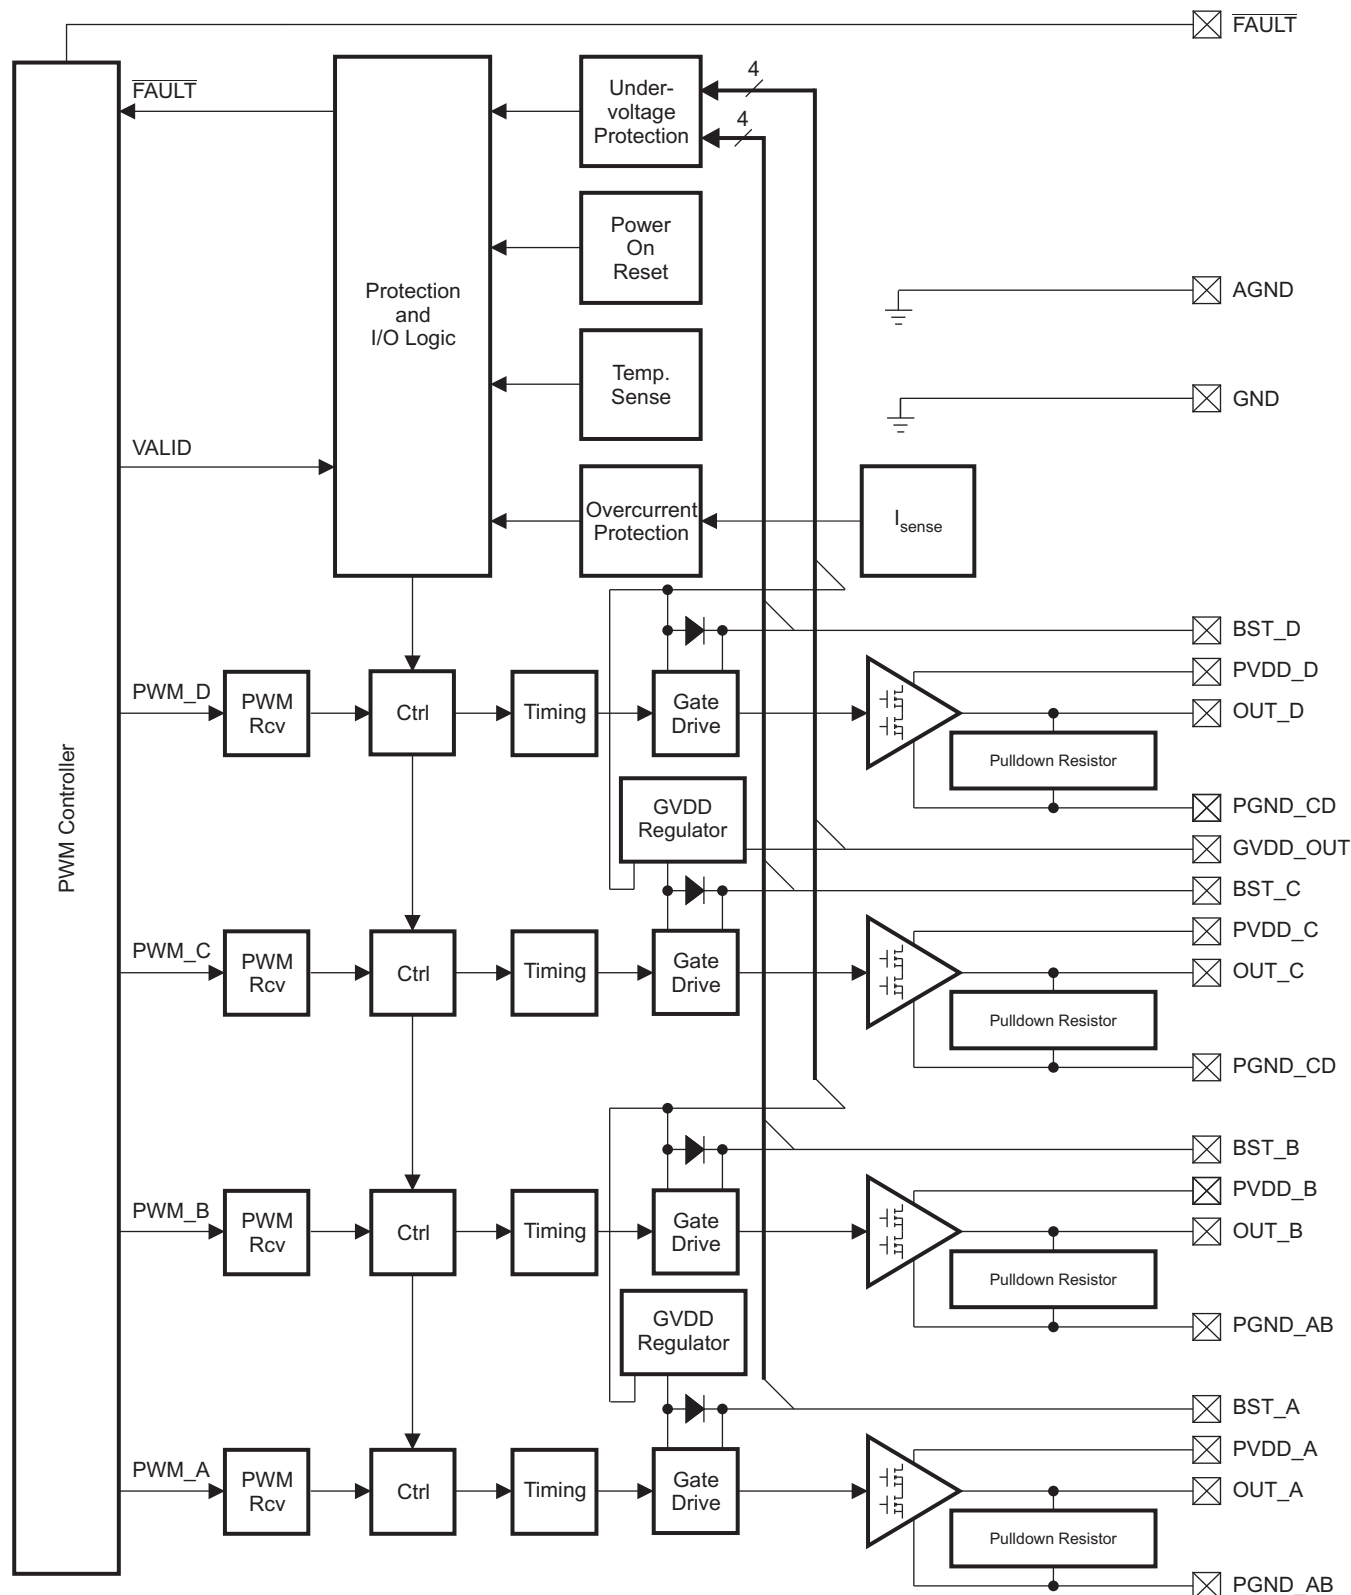 FAULT
FAULT
Under-
voltage
Protection
4
4
Power
On
Reset
Protection
and
I/O Logic
AGND
Temp.
Sense
GND
VALID
Overcurrent
Protection
Isense
BST_D
PVDD_D
PWM_D
PWM
Rcv
Ctrl
Timing
Gate
Drive
OUT_D
Pulldown Resistor
PWM Controller
GVDD
Regulator
PGND_CD
GVDD_OUT
BST_C
PVDD_C
PWM_C
PWM
Rcv
Ctrl
Timing
Gate
Drive
OUT_C
Pulldown Resistor
PGND_CD
BST_B
PVDD_B
PWM_B
PWM
Rcv
Ctrl
Timing
Gate
Drive
OUT_B
Pulldown Resistor
GVDD
Regulator
PGND_AB
BST_A
PVDD_A
PWM_A
PWM
Rcv
Ctrl
Timing
Gate
Drive
OUT_A
Pulldown Resistor
PGND_AB